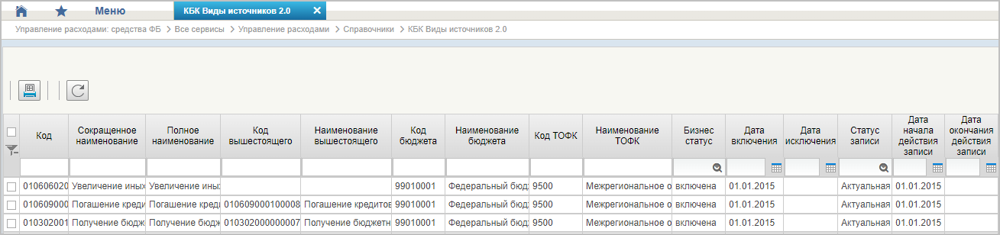 Меню КБК Виды источников 2.0
Управление расходами: средства ФБ > Все сервисы > Управление расходами > Справочники > КБК Виды источников 2.0
Код Сокращенное наименование Полное наименование Код вышестоящего Наименование вышестоящего Код бюджета Наименование бюджета Код ТОФК Наименование ТОФК Бизнес статус Дата включения Дата исключения Статус записи Дата начала действия записи Дата окончания действия записи
010606020 Увеличение иных Увеличение иных 99010001 Федеральный бюд 9500 Межрегиональное о включена 01.01.2015 Актуальная 01.01.2015
010609000 Погашение креди Погашение креди 010609000100008 Погашение кредитов 99010001 Федеральный бюд 9500 Межрегиональное о включена 01.01.2015 Актуальная 01.01.2015
010302001 Получение бюдже Получение бюдж 010302000000007 Получение бюджетн 99010001 Федеральный бюд 9500 Межрегиональное о включена 01.01.2015 Актуальная 01.01.2015